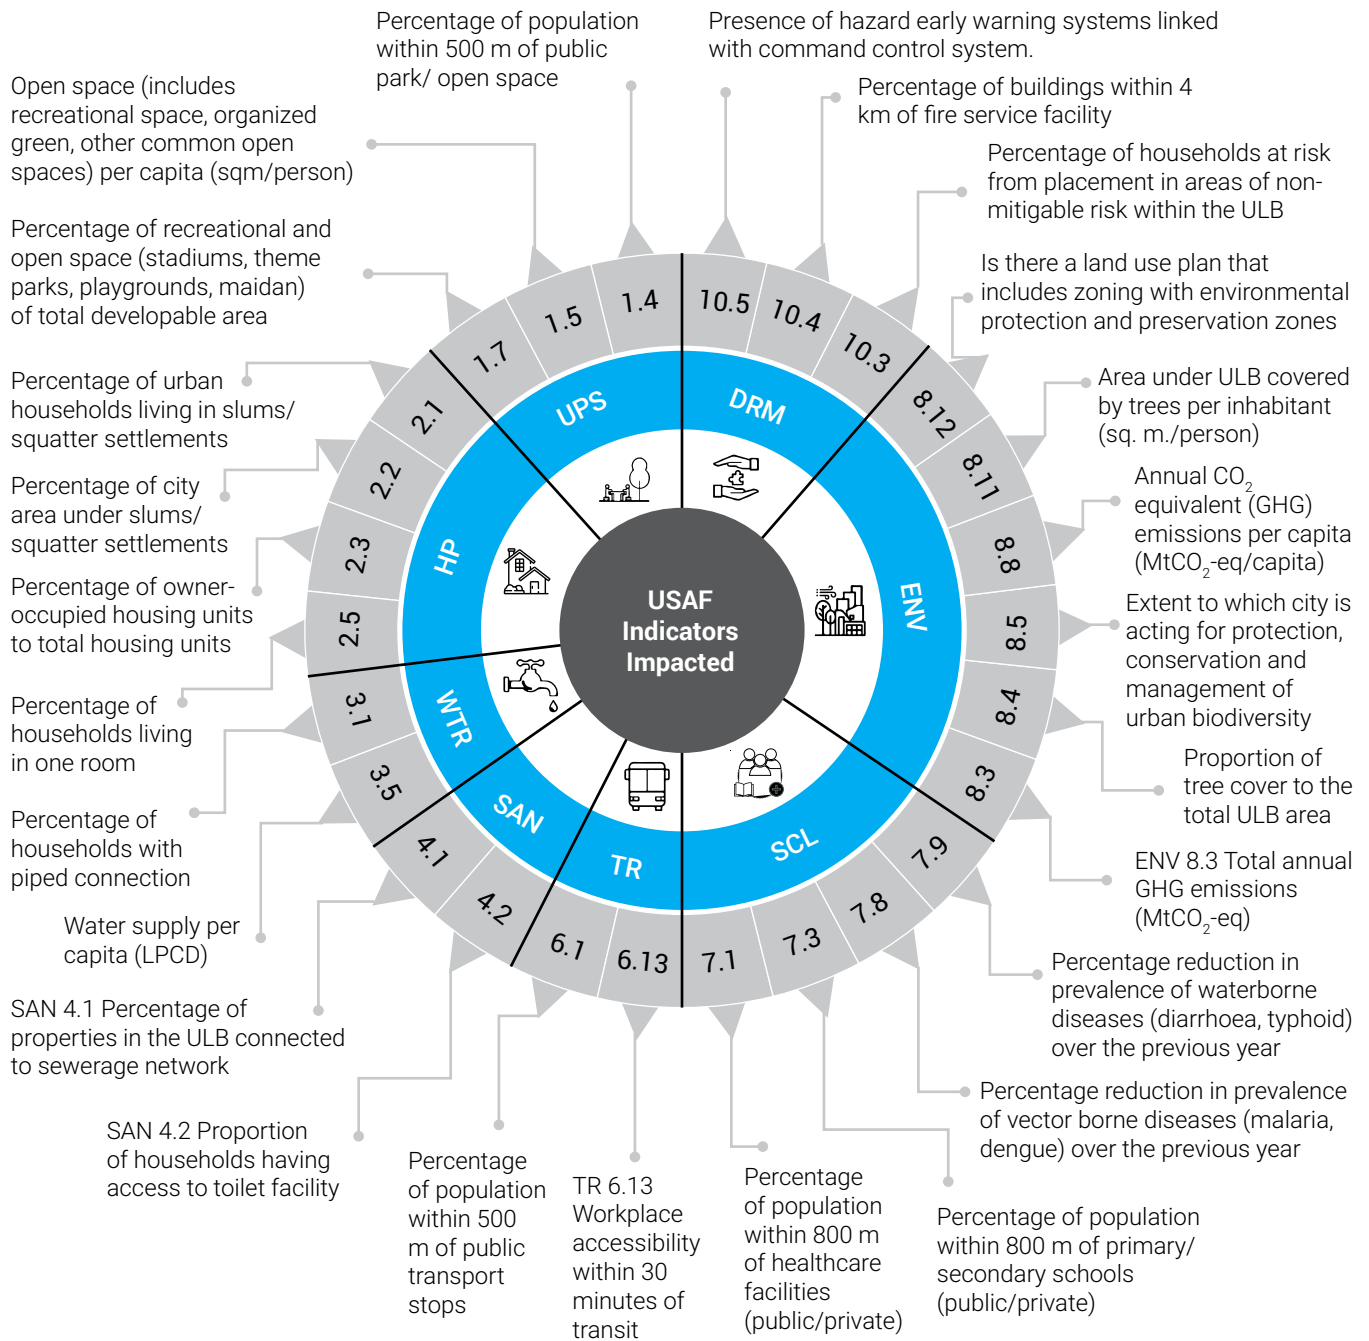 Percentage of population
within 500 m of public
park/ open space
Presence of hazard early warning systems linked
with command control system.
Open space (includes
recreational space, organized
green, other common open
spaces) per capita (sqm/person)
Percentage of buildings within 4
km of fire service facility
Percentage of households at risk
from placement in areas of non-
mitigable risk within the ULB
Percentage of recreational and
open space (stadiums, theme
parks, playgrounds, maidan)
of total developable area
Is there a land use plan that
includes zoning with environmental
protection and preservation zones
Percentage of urban
households living in slums/
squatter settlements
Area under ULB covered
by trees per inhabitant
(sq. m./person)
Percentage of city
area under slums/
squatter settlements
Annual CO2
equivalent (GHG)
emissions per capita
(MtCO2-eq/capita)
Percentage of owner-
occupied housing units
to total housing units
Extent to which city is
acting for protection,
conservation and
management of
urban biodiversity
Percentage of
households living
in one room
Proportion of
tree cover to the
total ULB area
Percentage of
households with
piped connection
ENV 8.3 Total annual
GHG emissions
(MtCO2-eq)
Water supply per
capita (LPCD)
Percentage reduction in
prevalence of waterborne
diseases (diarrhoea, typhoid)
over the previous year
SAN 4.1 Percentage of
properties in the ULB connected
to sewerage network
Percentage reduction in prevalence
of vector borne diseases (malaria,
dengue) over the previous year
SAN 4.2 Proportion
of households having
access to toilet facility
Percentage
of population
within 500
m of public
transport
stops
TR 6.13
Workplace
accessibility
within 30
minutes of
transit
Percentage
of population
within 800 m
of healthcare
facilities
(public/private)
Percentage of population
within 800 m of primary/
secondary schools
(public/private)
1.4
10.5
10.4
10.3
8.12
8.11
8.8
8.5
8.4
8.3
7.9
7.8
7.3
7.1
6.13
6.1
4.2
4.1
3.5
3.1
2.5
2.3
2.2
2.1
1.7
1.5
UPS
DRM
ENV
SCL
TR
SAN
WTR
HP
USAF
Indicators
Impacted